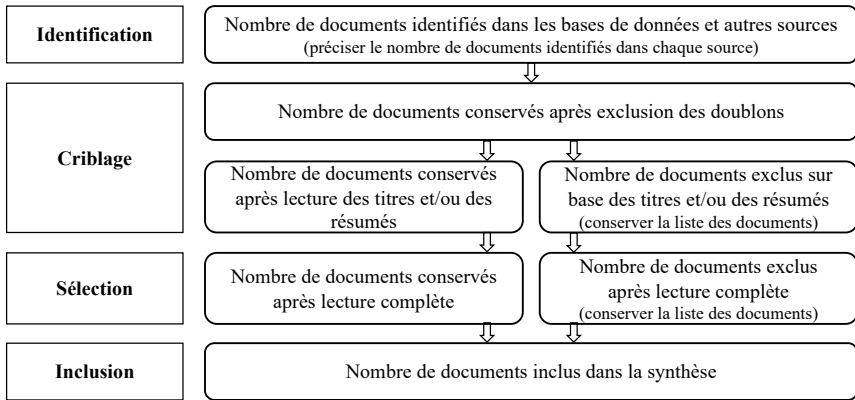 Identification
Nombre de documents identifiés dans les bases de données et autres sources
(préciser le nombre de documents identifiés dans chaque source)
Criblage
Nombre de documents conservés après exclusion des doublons
Nombre de documents conservés
après lecture des titres et/ou des
résumés
Nombre de documents exclus sur
base des titres et/ou des résumés
(conserver la liste des documents)
Sélection
Nombre de documents conservés
après lecture complète
Nombre de documents exclus
après lecture complète
(conserver la liste des documents)
Inclusion
Nombre de documents inclus dans la synthèse